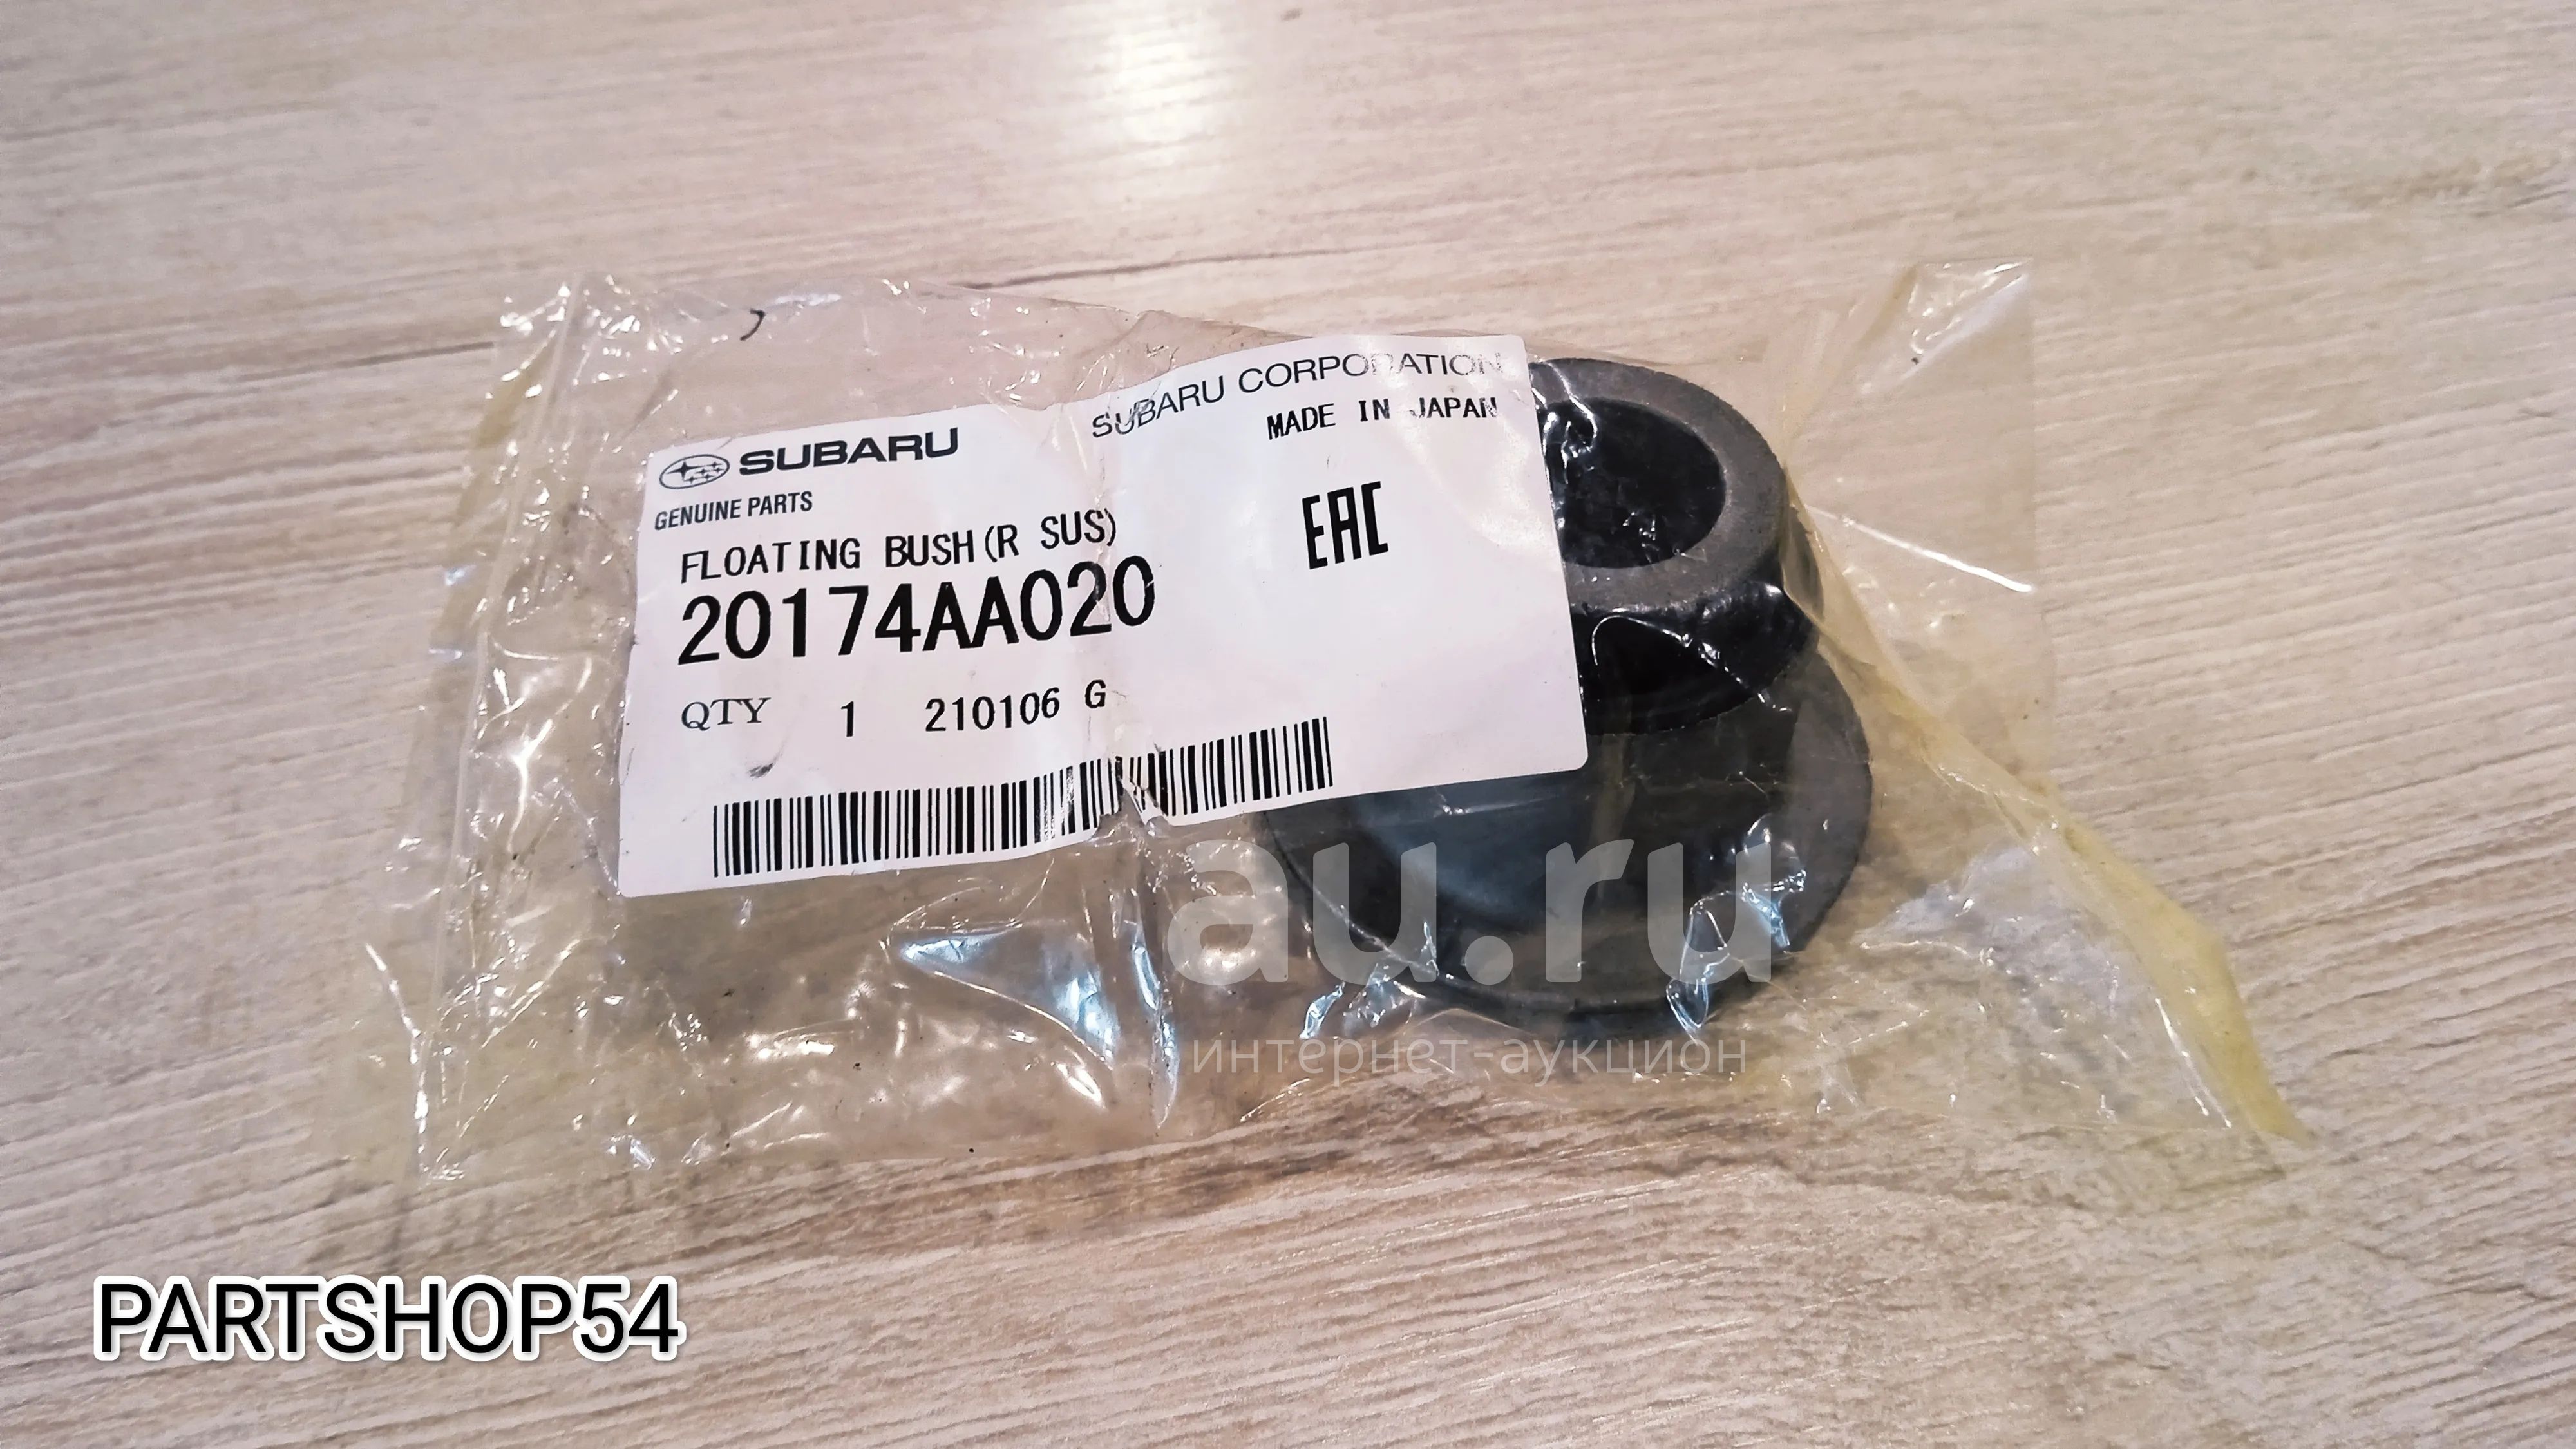 SUBARU CORPORATION
MADE IN JAPAN
SUBARU
GENUINE PARTS
FLOATING BUSH(R SUS)
EAC
20174AA020
QTY 1 210106 G
au.ru
интернет-аукцион
PARTSHOP54